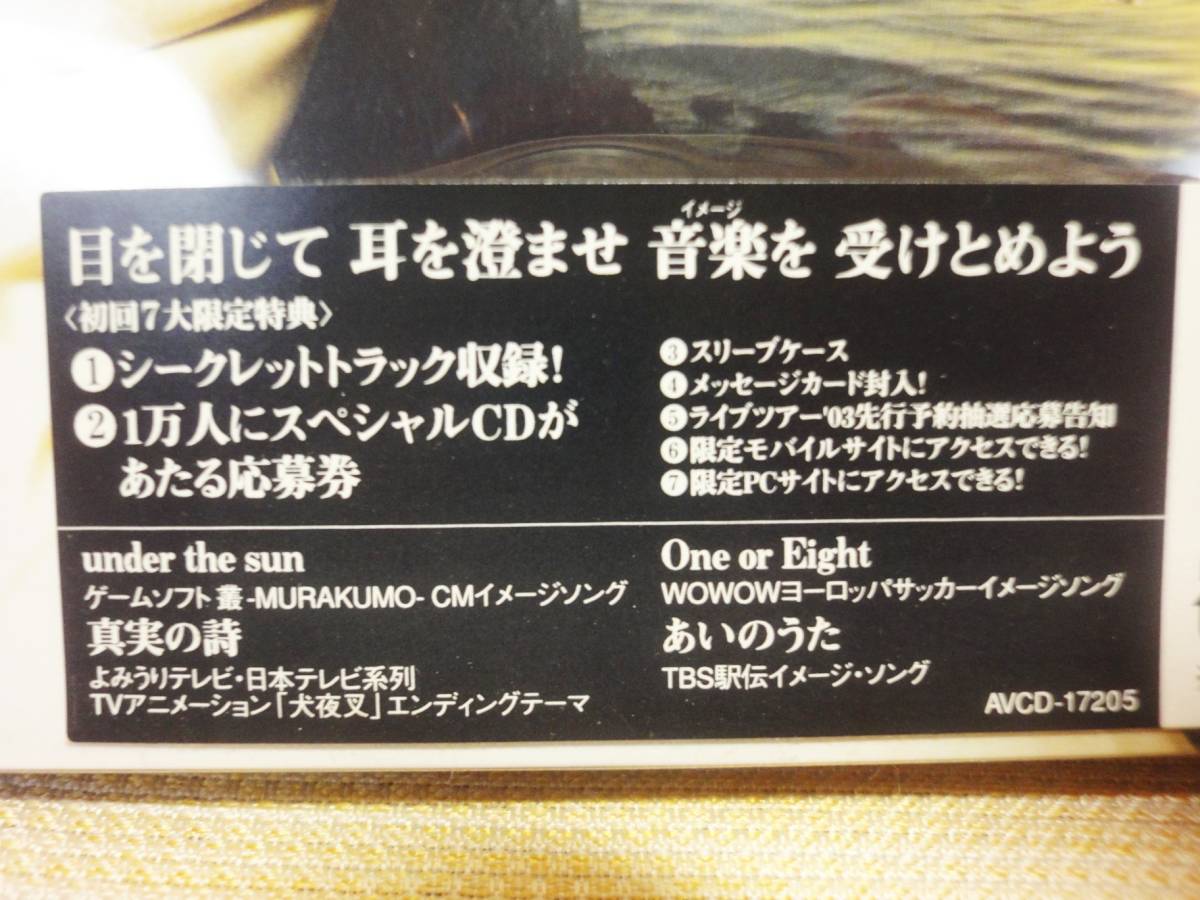 目を閉じて 耳を澄ませ 音楽を 受けとめよう
イメージ
〈初回7大限定特典〉
❶シークレットトラック収録!
❷1万人にスペシャルCDが
あたる応募券
❸スリーブケース
❹メッセージカード封入!
❺ライブツアー'03先行予約抽選応募告知
❻限定モバイルサイトにアクセスできる!
❼限定PCサイトにアクセスできる!
under the sun
ゲームソフト 叢-MURAKUMO- CMイメージソング
真実の詩
よみうりテレビ・日本テレビ系列
TVアニメーション「犬夜叉」エンディングテーマ
One or Eight
WOWOWヨーロッパサッカーイメージソング
あいのうた
TBS駅伝イメージ・ソング
AVCD-17205